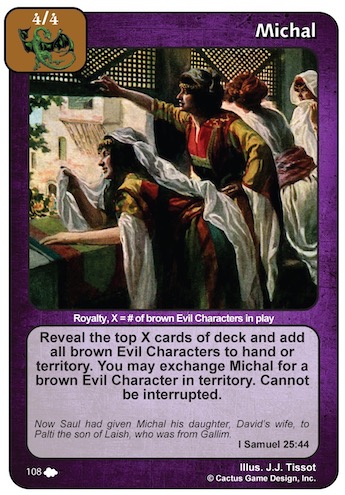 4/4
Michal
Royalty, X = # of brown Evil Characters in play
Reveal the top X cards of deck and add
all brown Evil Characters to hand or
territory. You may exchange Michal for a
brown Evil Character in territory. Cannot
be interrupted.
Now Saul had given Michal his daughter, David's wife, to
Palti the son of Laish, who was from Gallim.
I Samuel 25:44
108
Illus. J.J. Tissot
© Cactus Game Design, Inc.